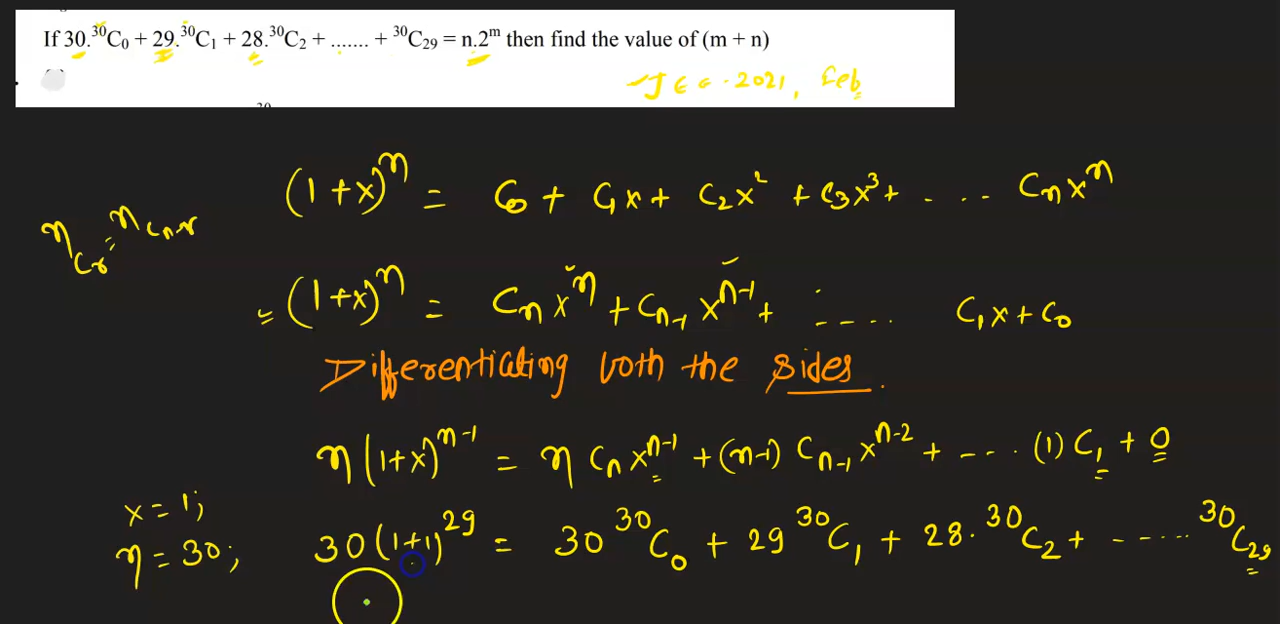 If 30.³⁰C₀ + 29.³⁰C₁ + 28.³⁰C₂ + ....... + ³⁰C₂₉ = n.2ᵐ then find the value of (m + n)
JEE - 2021, Feb
(1+x)ⁿ = C₀ + C₁x + C₂x² + C₃x³ + .... Cₙxⁿ
ⁿCᵣ = ⁿCₙ₋ᵣ
= (1+x)ⁿ = Cₙxⁿ + Cₙ₋₁xⁿ⁻¹ + ..... C₁x + C₀
Differentiating both the sides.
n(1+x)ⁿ⁻¹ = n Cₙxⁿ⁻¹ + (n-1) Cₙ₋₁xⁿ⁻² + .... (1) C₁ + 0
x = 1;
n = 30; 30(1+1)²⁹ = 30 ³⁰C₀ + 29 ³⁰C₁ + 28.³⁰C₂ + ...... ³⁰C₂₉